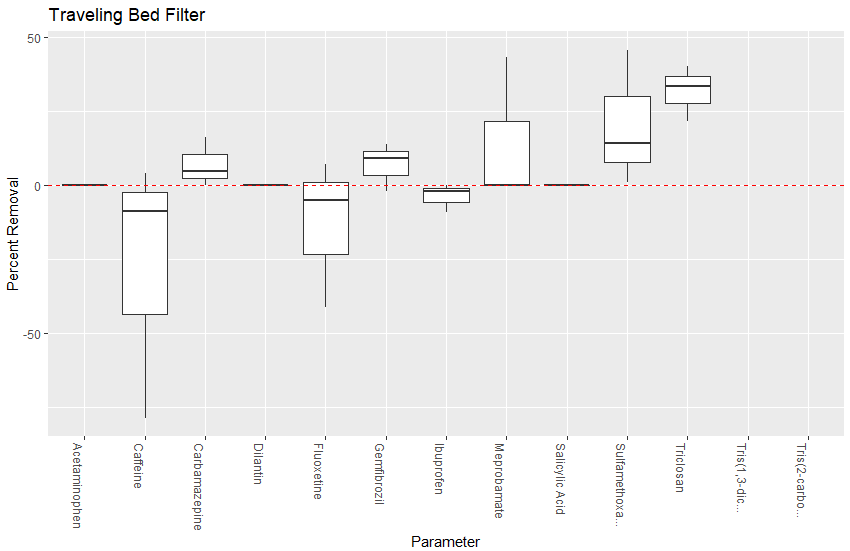 Traveling Bed Filter
50
0
-50
Percent Removal
Acetaminophen
Caffeine
Carbamazepine
Dilantin
Fluoxetine
Gemfibrozil
Ibuprofen
Meprobamate
Salicylic Acid
Sulfamethoxa...
Triclosan
Tris(1,3-dic...
Tris(2-carbo...
Parameter